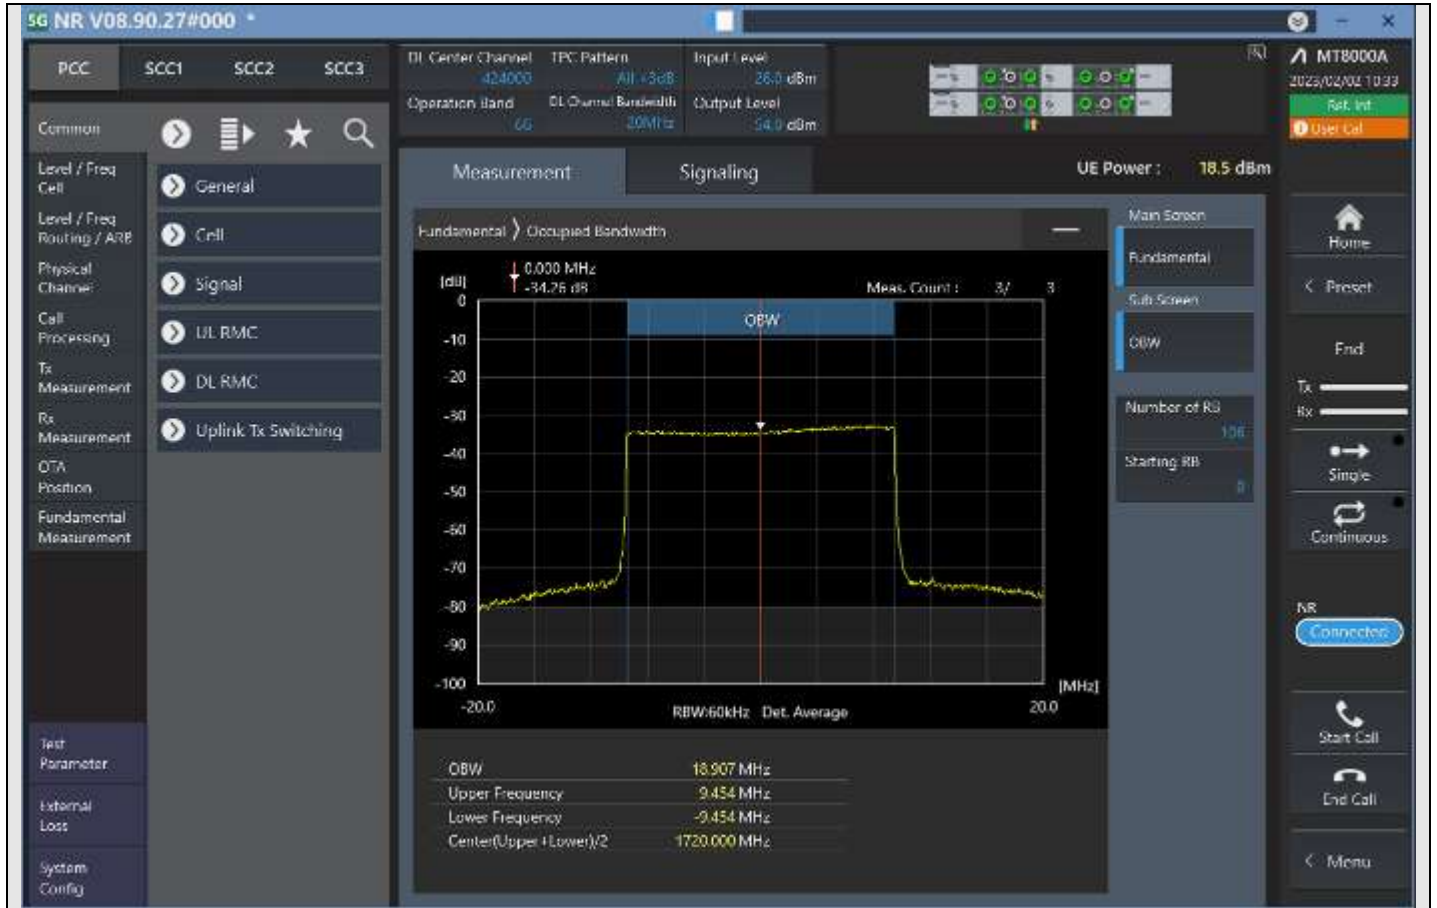 5G NR V08.90.27#000 *
PCC SCC1 SCC2 SCC3
DL Center Channel
424000
TPC Pattern
All +3dB
Input Level
26.0 dBm
Operation Band
66
DL Channel Bandwidth
20MHz
Output Level
54.0 dBm
MT8000A
2023/02/02 10:33
Ref. Int
User Cal
Common
Level / Freq
Cell
Level / Freq
Routing / ARB
Physical
Channel
Call
Processing
Tx
Measurement
Rx
Measurement
OTA
Position
Fundamental
Measurement
Test
Parameter
External
Loss
System
Config
General
Cell
Signal
UL RMC
DL RMC
Uplink Tx Switching
Measurement Signaling
UE Power : 18.5 dBm
Fundamental ❯ Occupied Bandwidth
[dB]
0.000 MHz
-34.26 dB
Meas. Count : 3/ 3
OBW
0
-10
-20
-30
-40
-50
-60
-70
-80
-90
-100
-20.0
20.0
[MHz]
RBW:60kHz Det. Average
OBW 18.907 MHz
Upper Frequency 9.454 MHz
Lower Frequency -9.454 MHz
Center(Upper+Lower)/2 1720.000 MHz
Main Screen
Fundamental
Sub Screen
OBW
Number of RB
106
Starting RB
0
Home
< Preset
End
Tx
Rx
Single
Continuous
NR
Connected
Start Call
End Call
< Menu